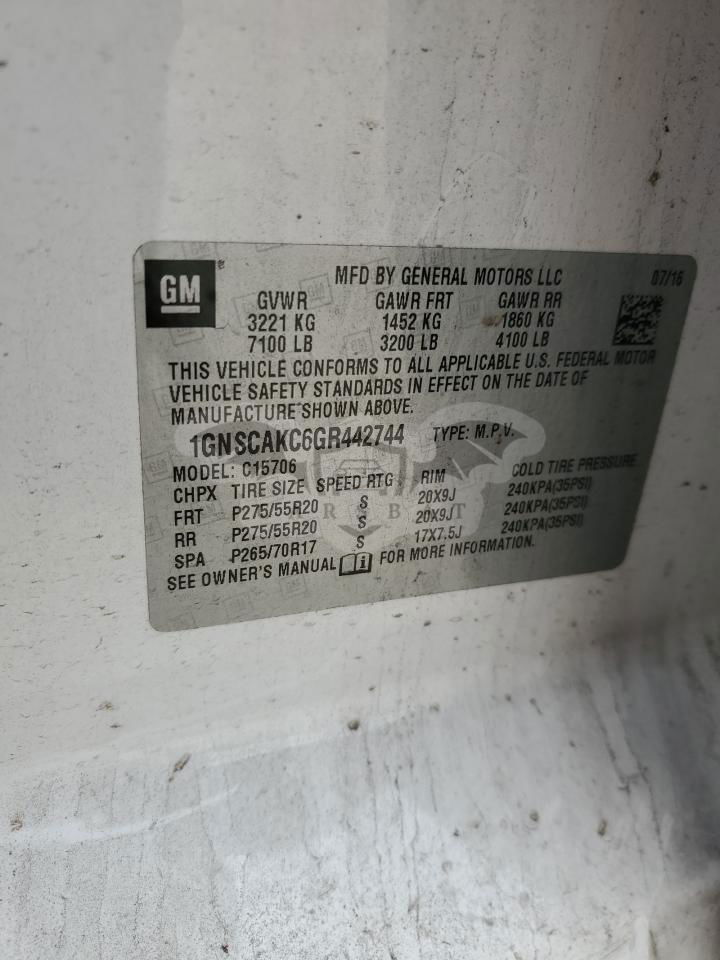 GM
MFD BY GENERAL MOTORS LLC 07/16
GVWR GAWR FRT GAWR RR
3221 KG 1452 KG 1860 KG
7100 LB 3200 LB 4100 LB
THIS VEHICLE CONFORMS TO ALL APPLICABLE U.S. FEDERAL MOTOR
VEHICLE SAFETY STANDARDS IN EFFECT ON THE DATE OF
MANUFACTURE SHOWN ABOVE.
1GNSCAKC6GR442744 TYPE: M.P.V.
MODEL: C15706
CHPX TIRE SIZE SPEED RTG RIM COLD TIRE PRESSURE
FRT P275/55R20 S 20X9J 240KPA(35PSI)
RR P275/55R20 S 20X9J 240KPA(35PSI)
SPA P265/70R17 S 17X7.5J 240KPA(35PSI)
SEE OWNER'S MANUAL FOR MORE INFORMATION.